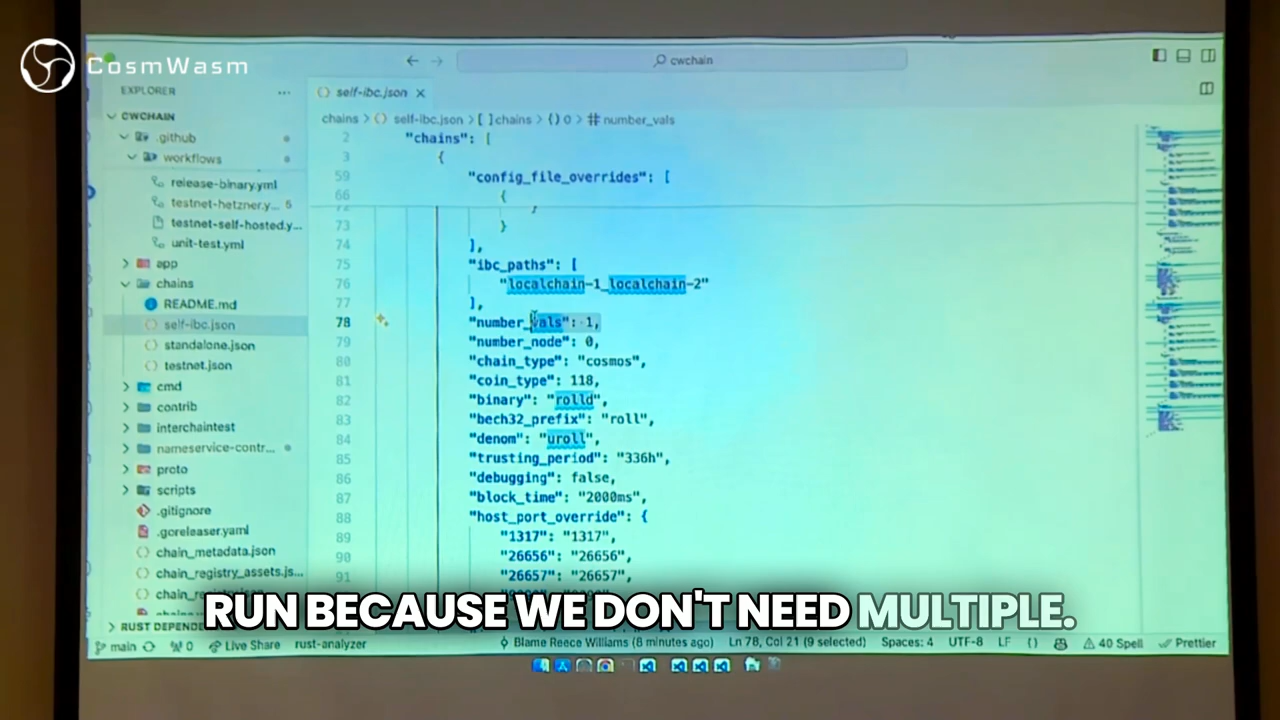 CosmWasm
cwchain
EXPLORER ...
self-ibc.json
CWCHAIN
chains > self-ibc.json > [ ]chains > {} 0 > # number_vals
.github
workflows
release-binary.yml
testnet-hetzner.y... 6
testnet-self-hosted.y...
unit-test.yml
app
chains
README.md
self-ibc.json
standalone.json
testnet.json
cmd
contrib
interchaintest
nameservice-contr...
proto
scripts
.gitignore
.goreleaser.yaml
chain_metadata.json
chain_registry_assets.js...
RUST DEPENDE
2 "chains": [
3 {
59 "config_file_overrides": [
66 {
73 }
74 ],
75 "ibc_paths": [
76 "localchain-1_localchain-2"
77 ],
78 "number_vals": 1,
79 "number_node": 0,
80 "chain_type": "cosmos",
81 "coin_type": 118,
82 "binary": "rolld",
83 "bech32_prefix": "roll",
84 "denom": "uroll",
85 "trusting_period": "336h",
86 "debugging": false,
87 "block_time": "2000ms",
88 "host_port_override": {
89 "1317": "1317",
90 "26656": "26656",
91 "26657": "26657",
RUN BECAUSE WE DON'T NEED MULTIPLE.
main 0 Live Share rust-analyzer Blame Reece Williams (8 minutes ago) Ln 78, Col 21 (9 selected) Spaces: 4 UTF-8 LF {} 40 Spell Prettier